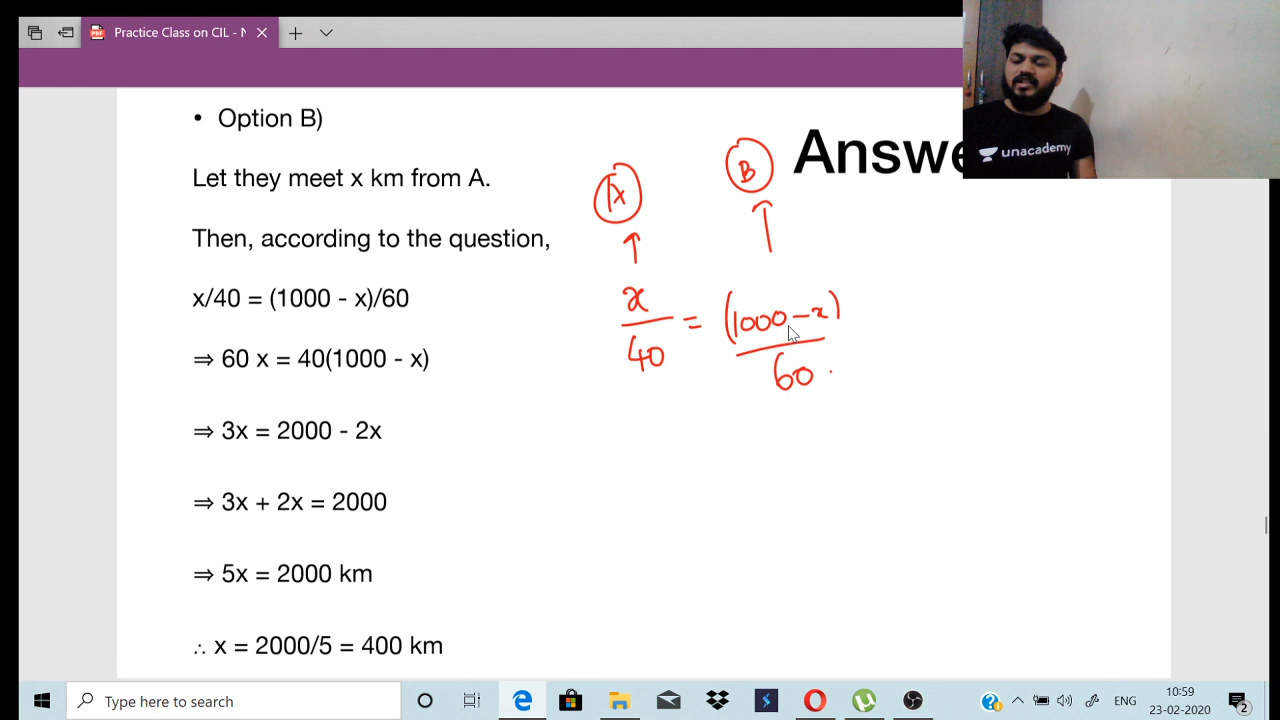 Practice Class on CIL - N
• Option B)
Answe
Let they meet x km from A.
Then, according to the question,
x/40 = (1000 - x)/60
⇒ 60 x = 40(1000 - x)
⇒ 3x = 2000 - 2x
⇒ 3x + 2x = 2000
⇒ 5x = 2000 km
∴ x = 2000/5 = 400 km
B
x/40 = (1000-x)/60
unacademy
Type here to search
ENG
10:59
23-02-2020
2